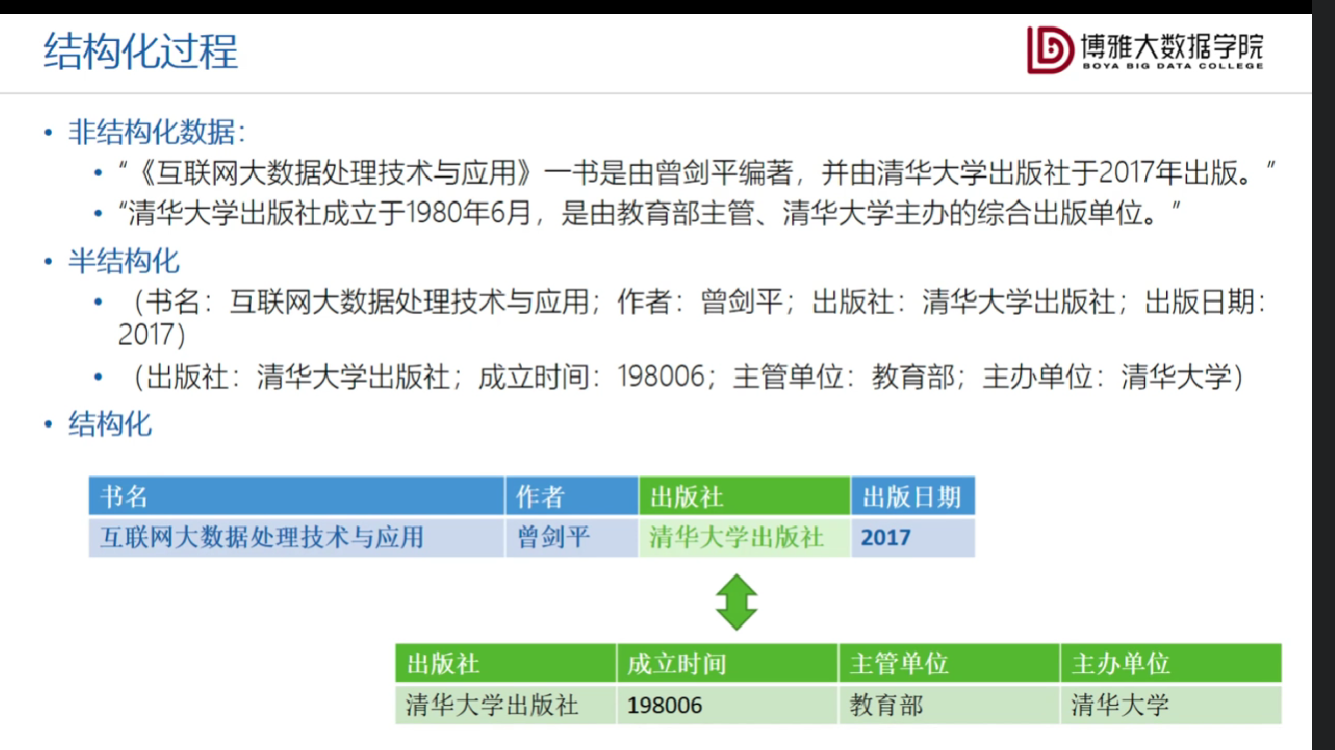 结构化过程
博雅大数据学院
BOYA BIG DATA COLLEGE
• 非结构化数据：
• “《互联网大数据处理技术与应用》一书是由曾剑平编著，并由清华大学出版社于2017年出版。”
• “清华大学出版社成立于1980年6月，是由教育部主管、清华大学主办的综合出版单位。”
• 半结构化
• （书名：互联网大数据处理技术与应用；作者：曾剑平；出版社：清华大学出版社；出版日期：
2017）
• （出版社：清华大学出版社；成立时间：198006；主管单位：教育部；主办单位：清华大学）
• 结构化
书名 作者 出版社 出版日期
互联网大数据处理技术与应用 曾剑平 清华大学出版社 2017
出版社 成立时间 主管单位 主办单位
清华大学出版社 198006 教育部 清华大学